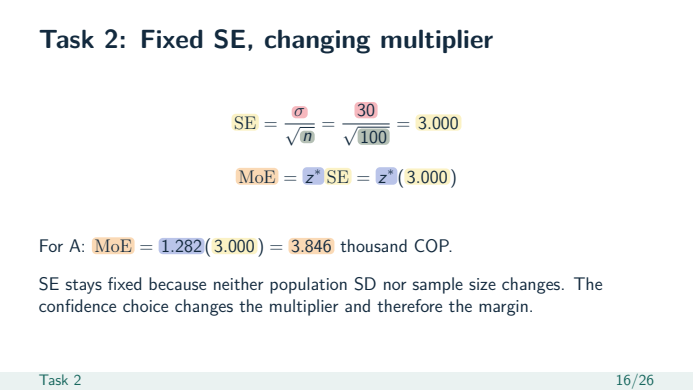 Task 2: Fixed SE, changing multiplier
SE = σ/√n = 30/√100 = 3.000
MoE = z* SE = z*(3.000)
For A: MoE = 1.282(3.000) = 3.846 thousand COP.
SE stays fixed because neither population SD nor sample size changes. The
confidence choice changes the multiplier and therefore the margin.
Task 2 16/26